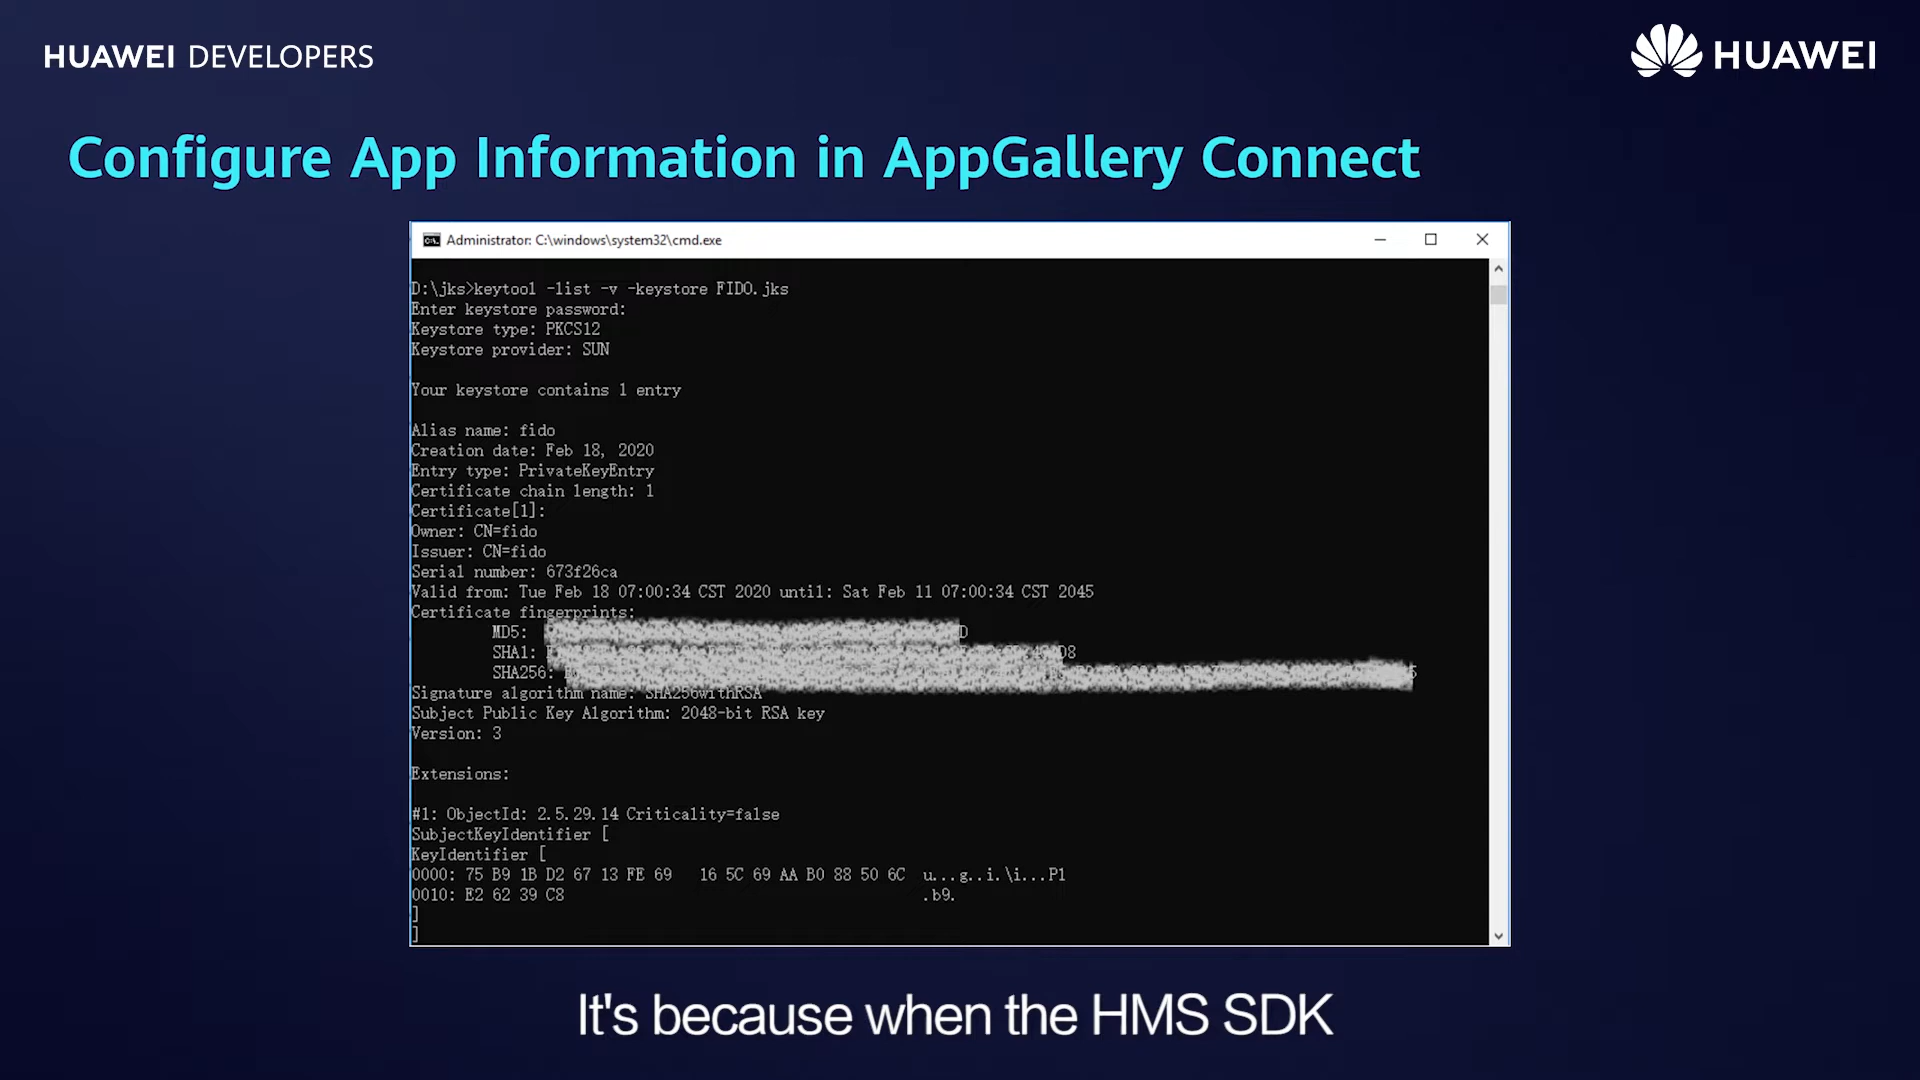 HUAWEI DEVELOPERS
HUAWEI
Configure App Information in AppGallery Connect
Administrator: C:\windows\system32\cmd.exe
D:\jks>keytool -list -v -keystore FIDO.jks
Enter keystore password:
Keystore type: PKCS12
Keystore provider: SUN
Your keystore contains 1 entry
Alias name: fido
Creation date: Feb 18, 2020
Entry type: PrivateKeyEntry
Certificate chain length: 1
Certificate[1]:
Owner: CN=fido
Issuer: CN=fido
Serial number: 673f26ca
Valid from: Tue Feb 18 07:00:34 CST 2020 until: Sat Feb 11 07:00:34 CST 2045
Certificate fingerprints:
MD5: D
SHA1: D8
SHA256: 5
Signature algorithm name: SHA256withRSA
Subject Public Key Algorithm: 2048-bit RSA key
Version: 3
Extensions:
#1: ObjectId: 2.5.29.14 Criticality=false
SubjectKeyIdentifier [
KeyIdentifier [
0000: 75 B9 1B D2 67 13 FE 69 16 5C 69 AA B0 88 50 6C u...g..i.\i...Pl
0010: E2 62 39 C8 .b9.
]
]
It's because when the HMS SDK